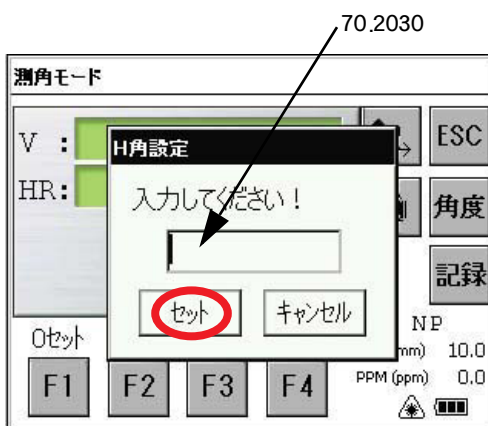 70.2030
測角モード
V :
ESC
H角設定
HR:
入力してください！
角度
記録
セット
キャンセル
NP
0セット
mm) 10.0
F1
F2
F3
F4
PPM (ppm) 0.0